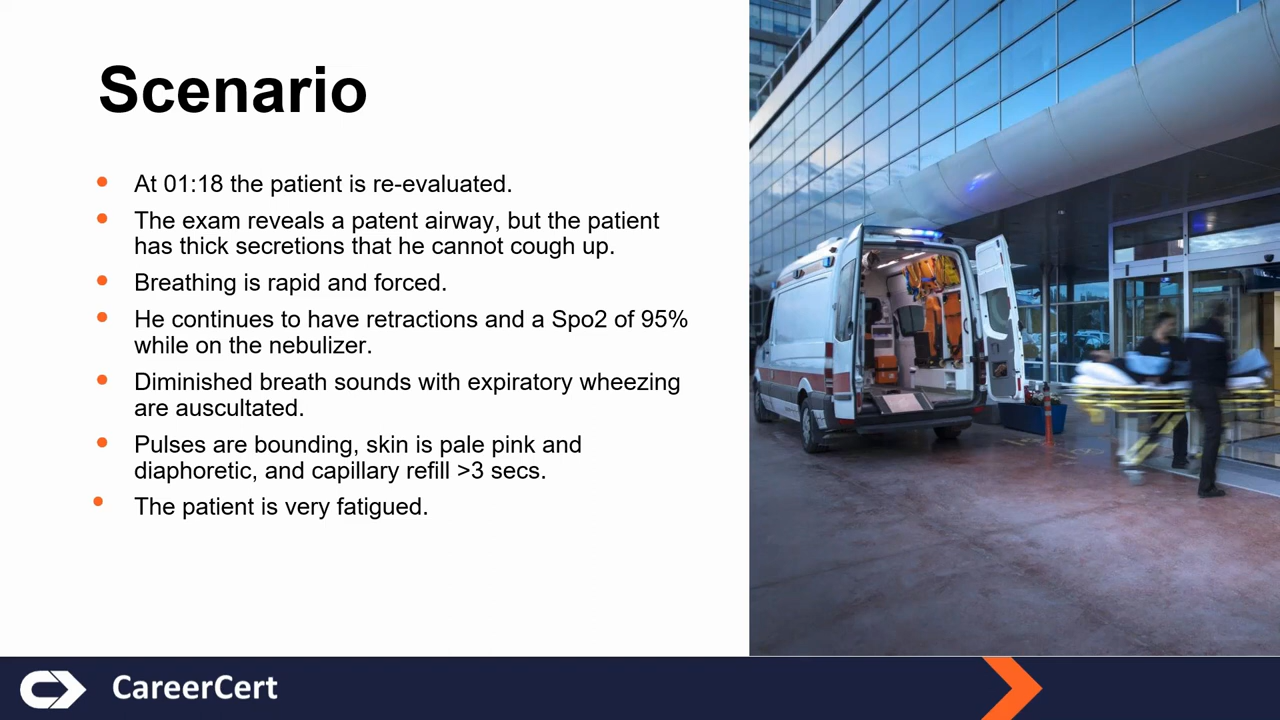 Scenario
At 01:18 the patient is re-evaluated.
The exam reveals a patent airway, but the patient
has thick secretions that he cannot cough up.
Breathing is rapid and forced.
He continues to have retractions and a Spo2 of 95%
while on the nebulizer.
Diminished breath sounds with expiratory wheezing
are auscultated.
Pulses are bounding, skin is pale pink and
diaphoretic, and capillary refill >3 secs.
The patient is very fatigued.
CareerCert